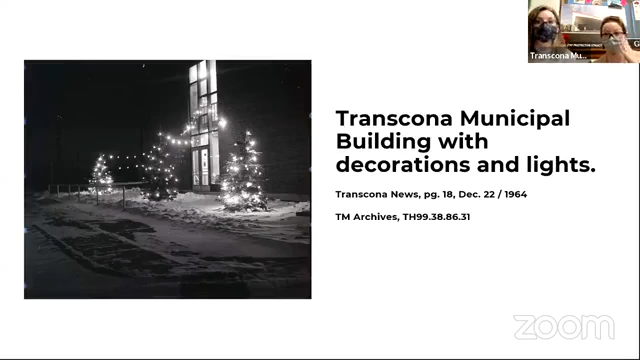 Transcona Mu...
Transcona Municipal
Building with
decorations and lights.
Transcona News, pg. 18, Dec. 22 / 1964
TM Archives, TH99.38.86.31
zoom